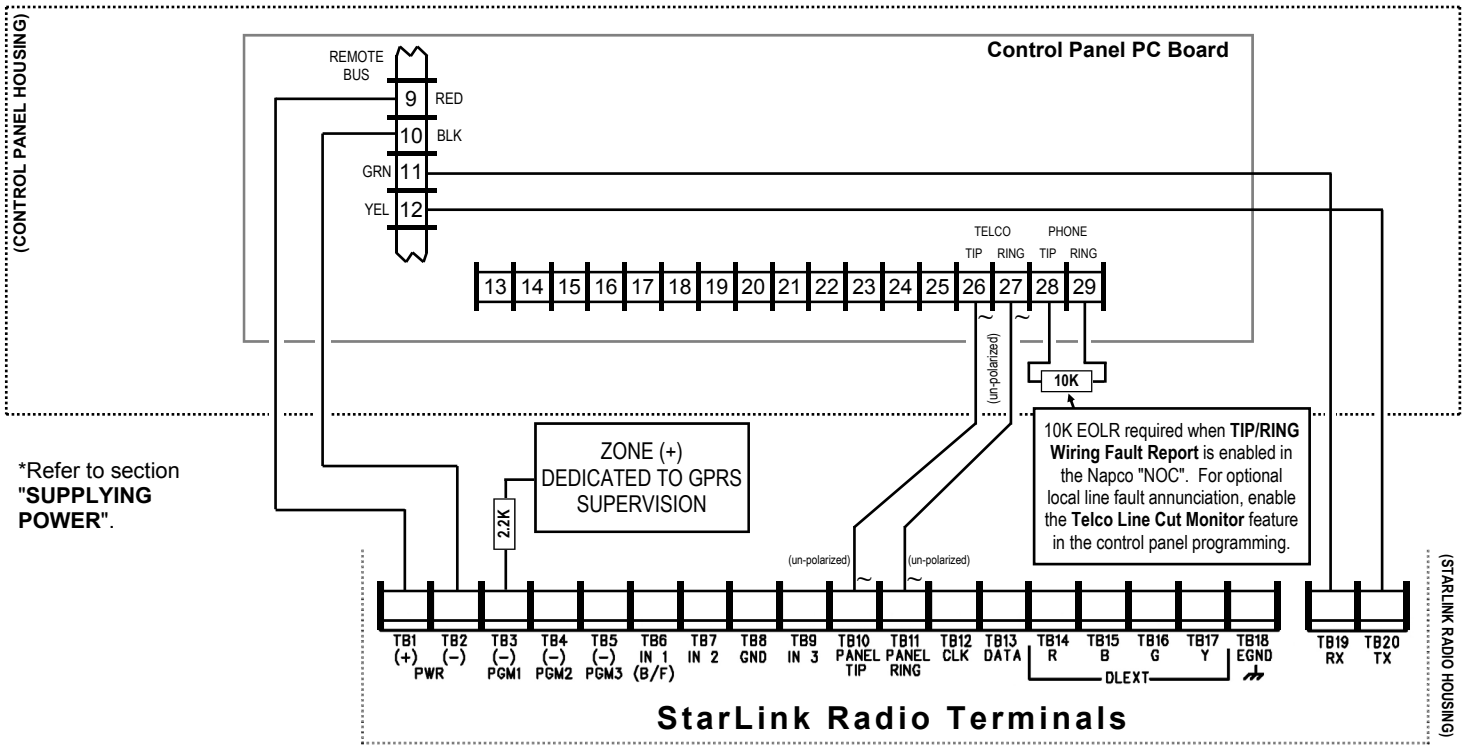 (CONTROL PANEL HOUSING)
Control Panel PC Board
REMOTE
BUS
9 RED
10 BLK
GRN 11
YEL 12
TELCO PHONE
TIP RING TIP RING
13 14 15 16 17 18 19 20 21 22 23 24 25 26 27 28 29
~ ~
(un-polarized)
10K
10K EOLR required when TIP/RING
Wiring Fault Report is enabled in
the Napco "NOC". For optional
local line fault annunciation, enable
the Telco Line Cut Monitor feature
in the control panel programming.
*Refer to section
"SUPPLYING
POWER".
ZONE (+)
DEDICATED TO GPRS
SUPERVISION
2.2K
(un-polarized) (un-polarized)
~ ~
TB1 TB2 TB3 TB4 TB5 TB6 TB7 TB8 TB9 TB10 TB11 TB12 TB13 TB14 TB15 TB16 TB17 TB18 TB19 TB20
(+) (-) (-) (-) (-) IN 1 IN 2 GND IN 3 PANEL PANEL CLK DATA R B G Y EGND RX TX
PWR PGM1 PGM2 PGM3 (B/F) TIP RING DLEXT
StarLink Radio Terminals
(STARLINK RADIO HOUSING)